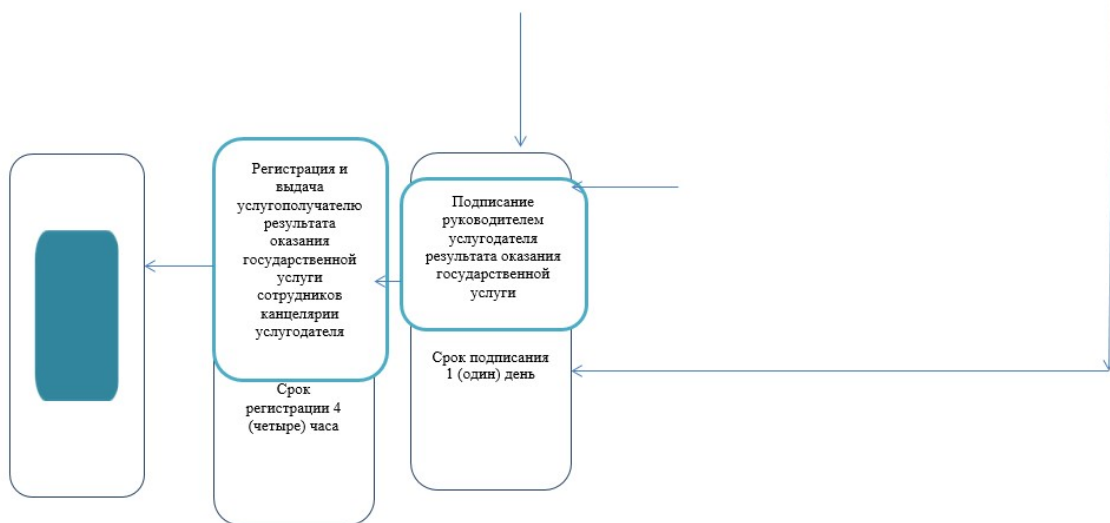 Регистрация и
выдача
услугополучателю
результата
оказания
государственной
услуги
сотрудников
канцелярии
услугодателя
Срок
регистрации 4
(четыре) часа
Подписание
руководителем
услугодателя
результата оказания
государственной
услуги
Срок подписания
1 (один) день